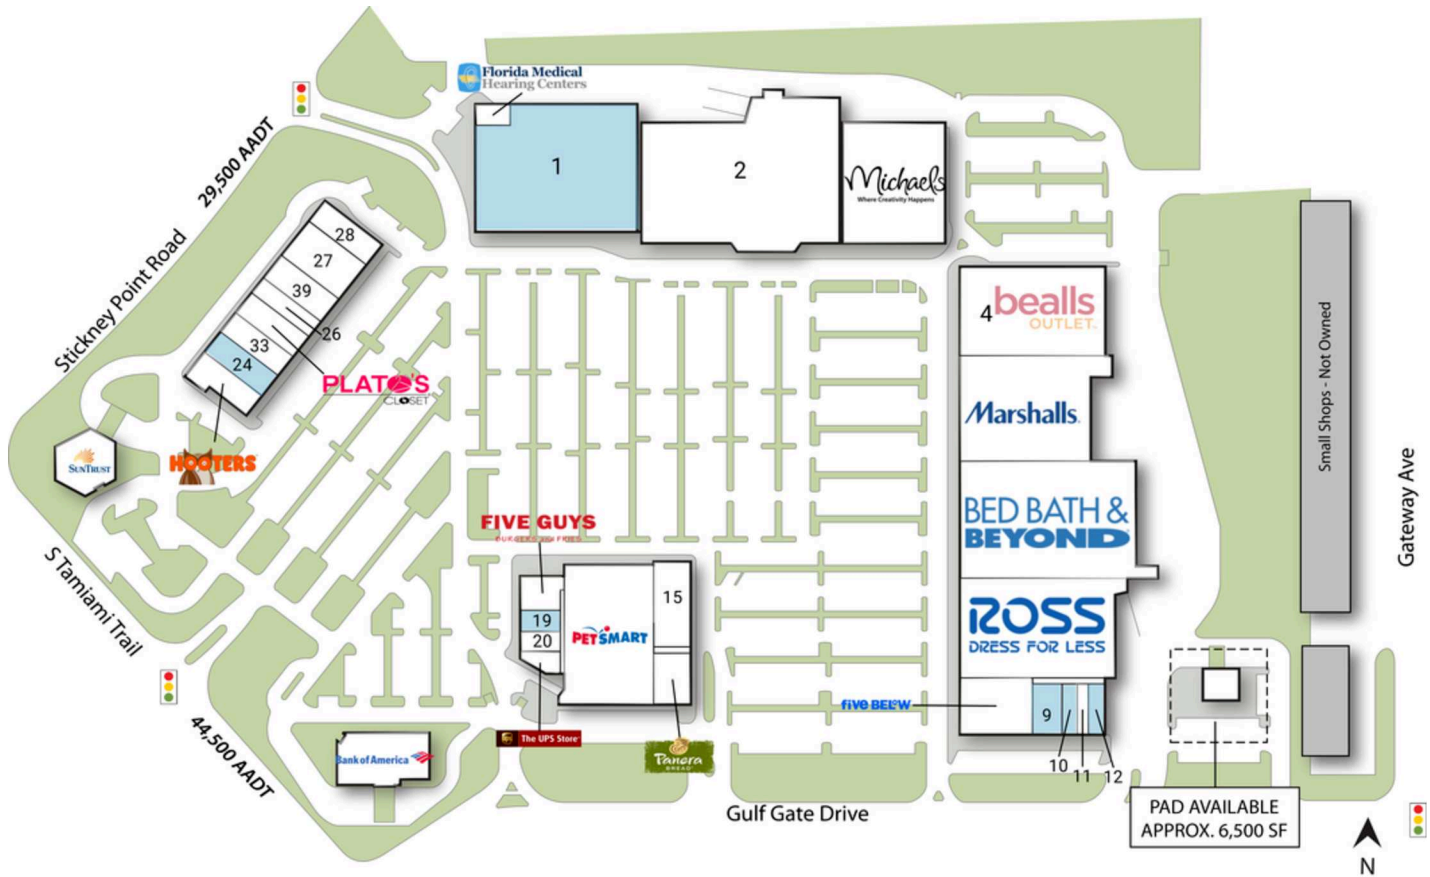 Florida Medical
Hearing Centers
29,500 AADT
1
2
Michaels
Where Creativity Happens
28
27
39
26
33
24
Stickney Point Road
PLATO'S
CLOSET
4
bealls
OUTLET
Small Shops - Not Owned
Marshalls
SUNTRUST
HOOTERS
Gateway Ave
BED BATH &
BEYOND
FIVE GUYS
BURGERS and FRIES
S Tamiami Trail
15
19
20
PETSMART
ROSS
DRESS FOR LESS
five BEL°W
9
10
11
12
44,500 AADT
The UPS Store
Bank of America
Panera
BREAD
Gulf Gate Drive
PAD AVAILABLE
APPROX. 6,500 SF
N